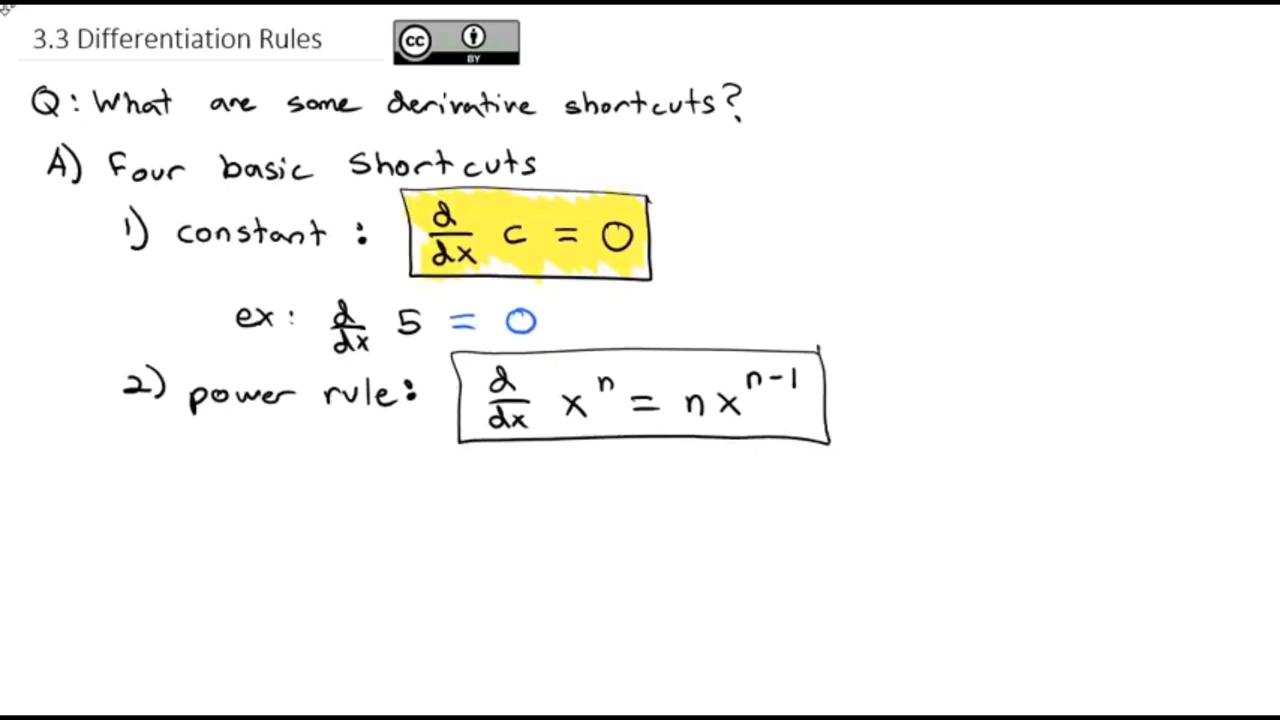 3.3 Differentiation Rules
cc BY
Q: What are some derivative shortcuts?
A) Four basic shortcuts
1) constant: d/dx c = 0
ex: d/dx 5 = 0
2) power rule: d/dx x^n = nx^(n-1)